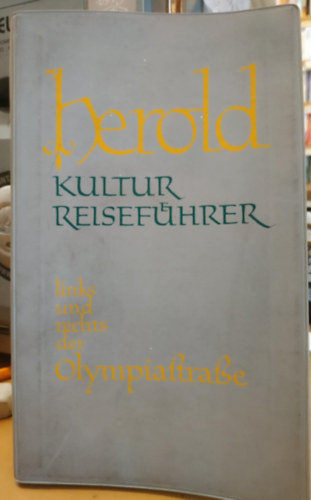 herold
KULTUR
REISEFÜHRER
links
und
rechts
der
Olympiaſtraße